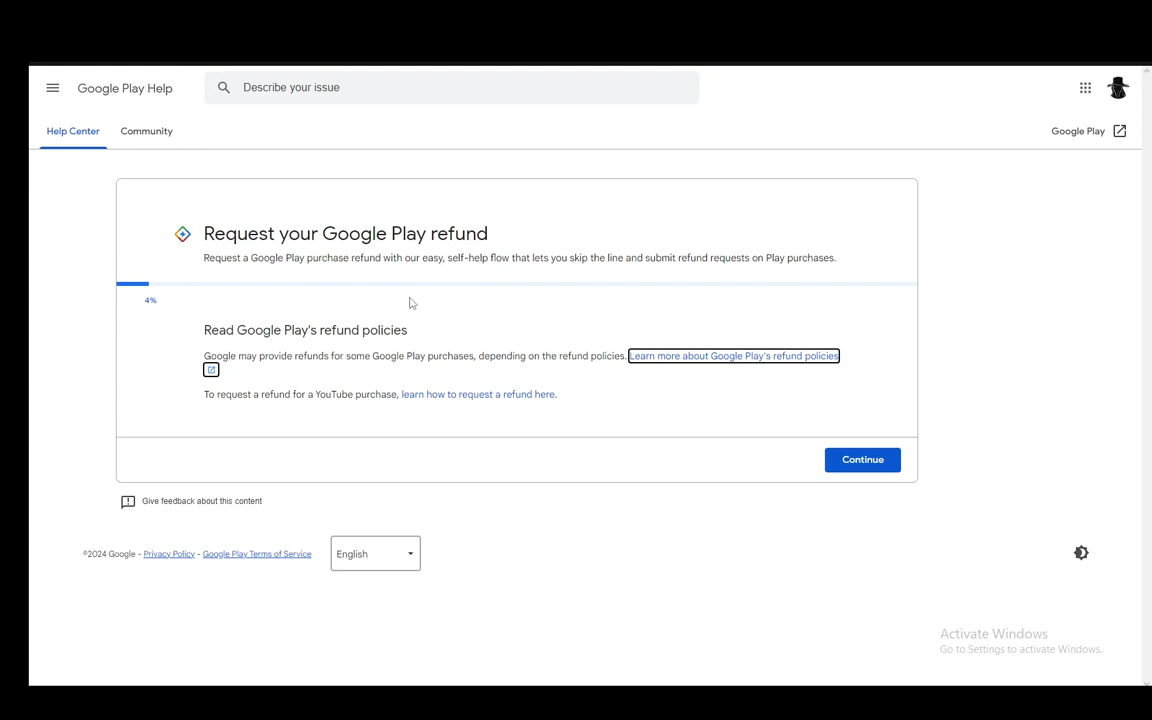 Google Play Help
Describe your issue
Help Center
Community
Google Play
Request your Google Play refund
Request a Google Play purchase refund with our easy, self-help flow that lets you skip the line and submit refund requests on Play purchases.
4%
Read Google Play's refund policies
Google may provide refunds for some Google Play purchases, depending on the refund policies. Learn more about Google Play's refund policies
To request a refund for a YouTube purchase, learn how to request a refund here.
Continue
Give feedback about this content
©2024 Google - Privacy Policy - Google Play Terms of Service
English
Activate Windows
Go to Settings to activate Windows.